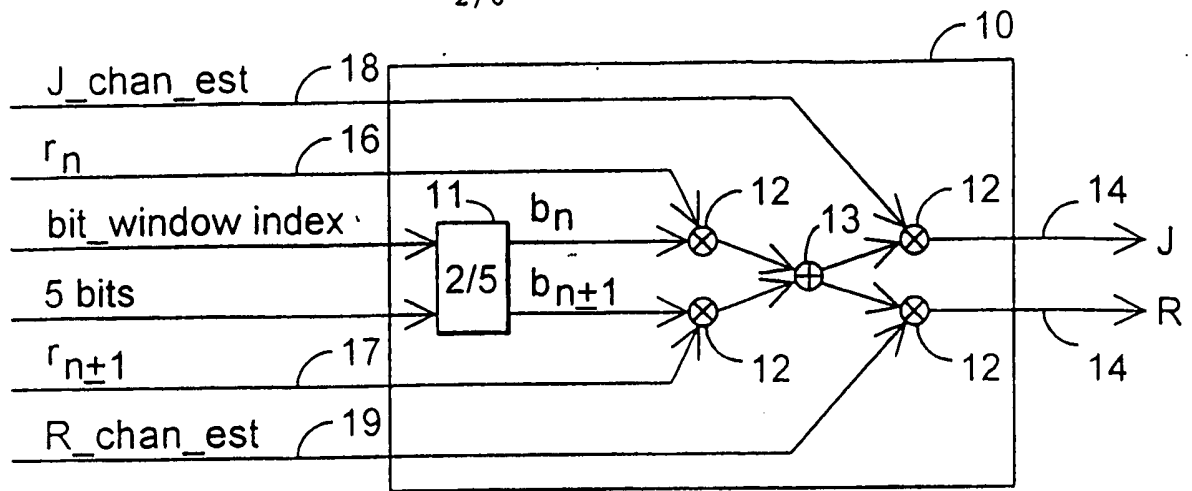 2/6
10
J_chan_est 18
r_n 16
11 b_n 12 12 14
bit_window index 13 J
2/5
5 bits b_n±1 R
r_n±1 17 12 12 14
R_chan_est 19